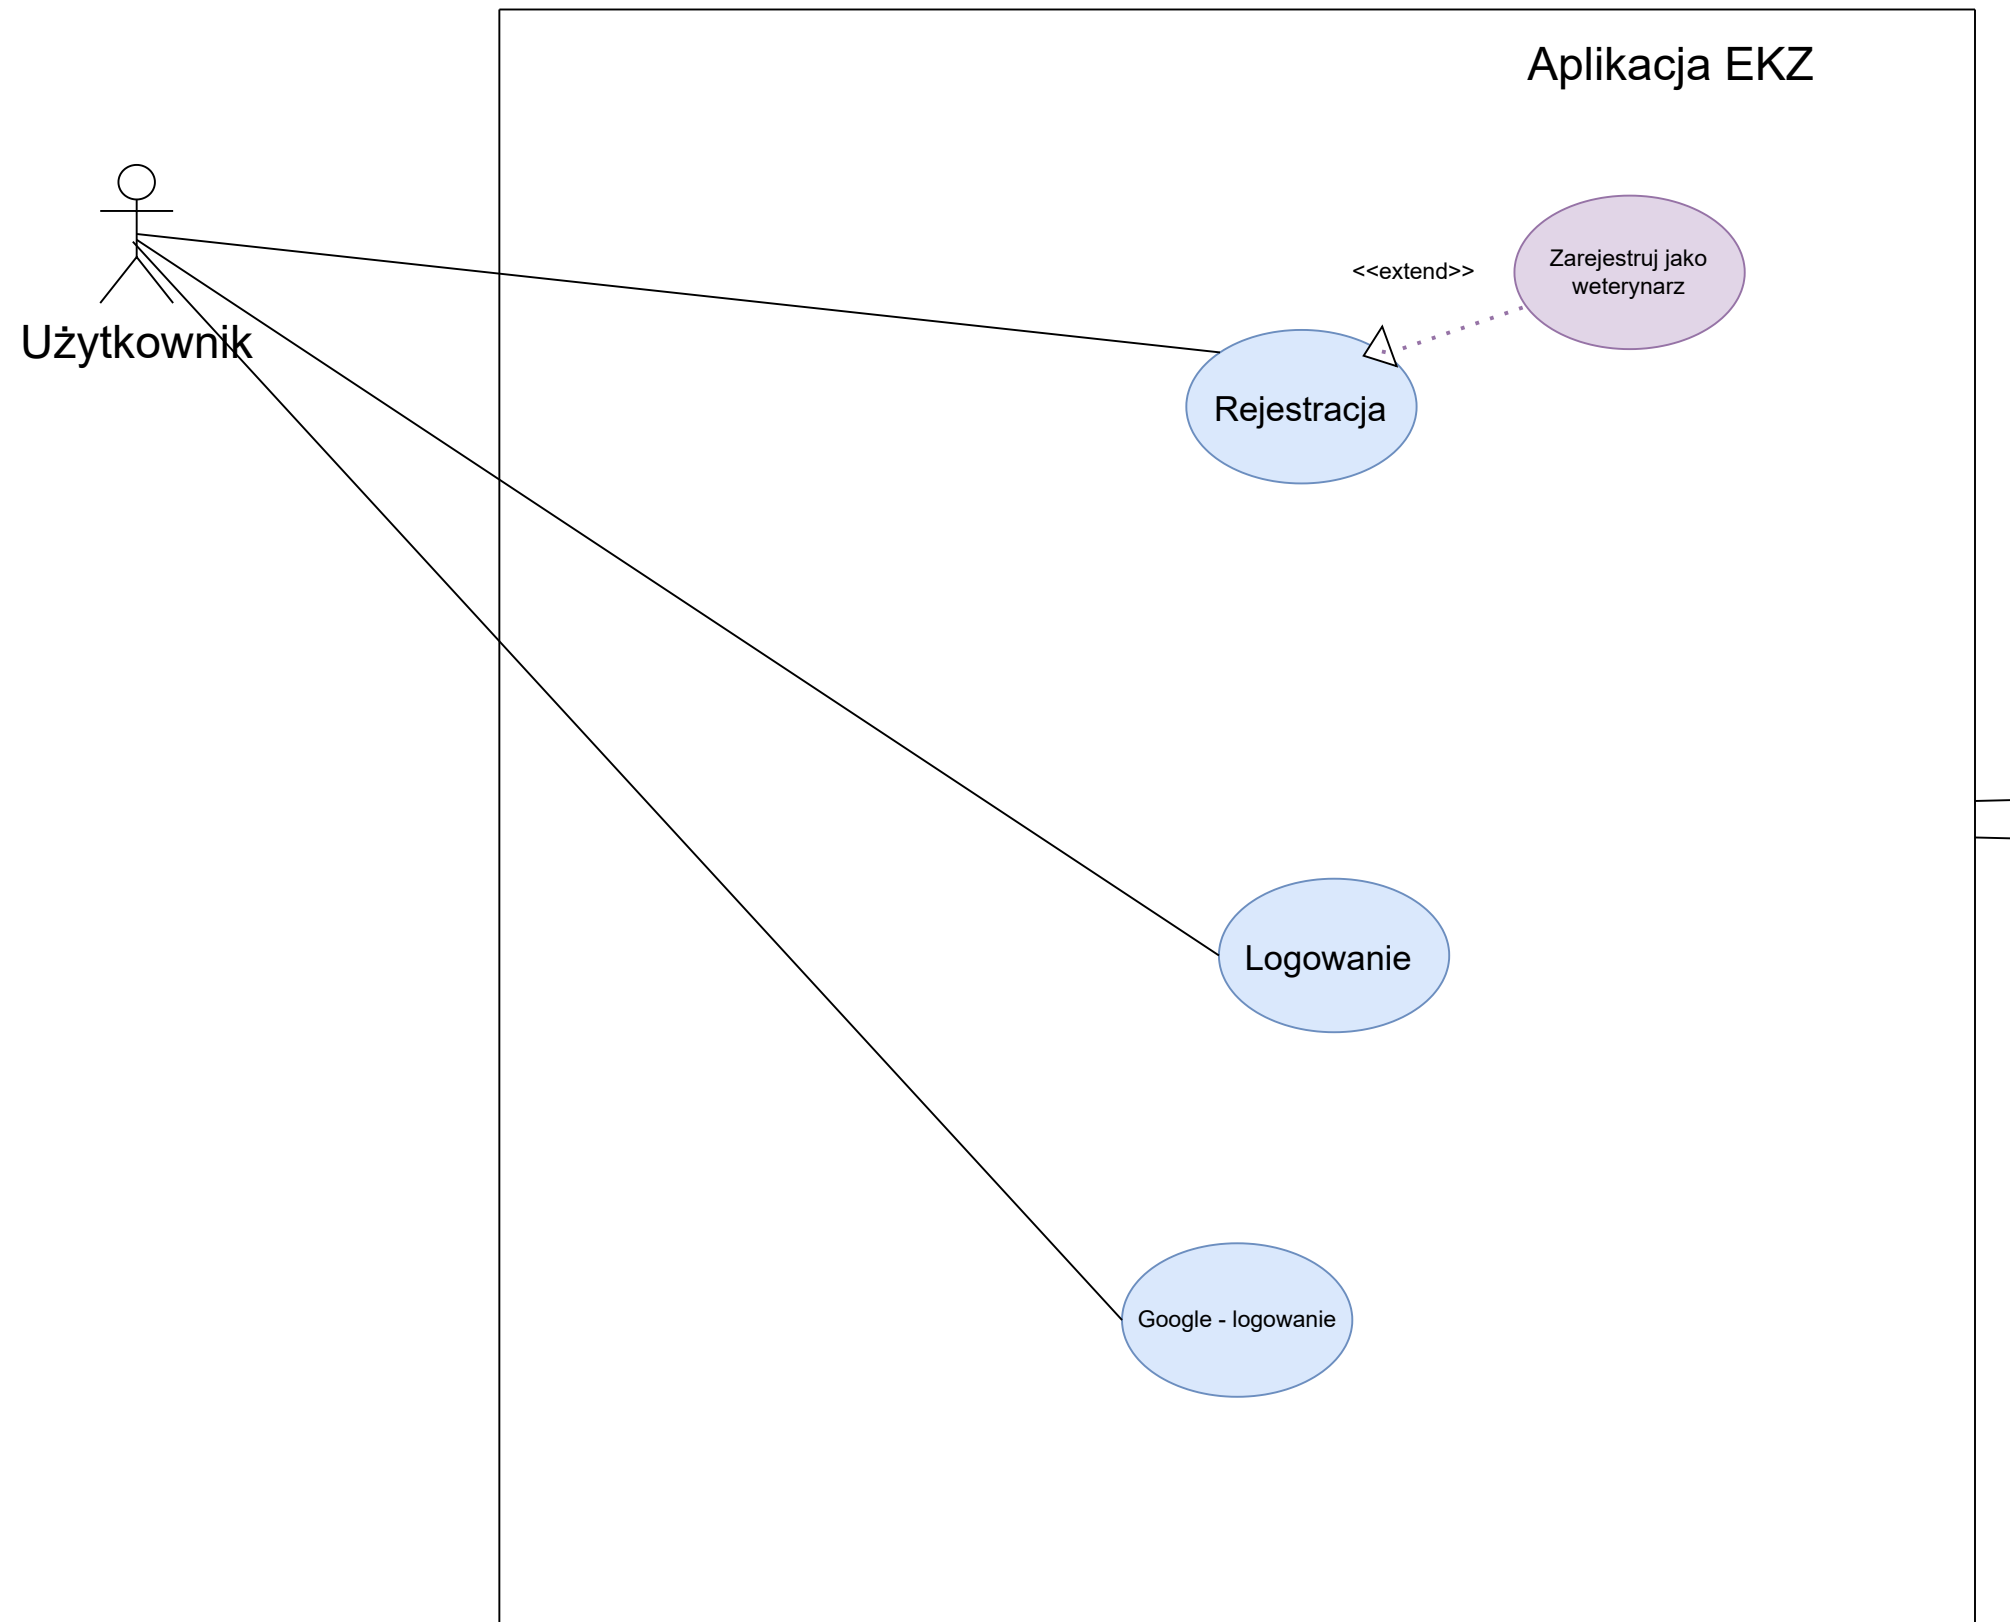 Aplikacja EKZ
Użytkownik
<<extend>>
Zarejestruj jako
weterynarz
Rejestracja
Logowanie
Google - logowanie